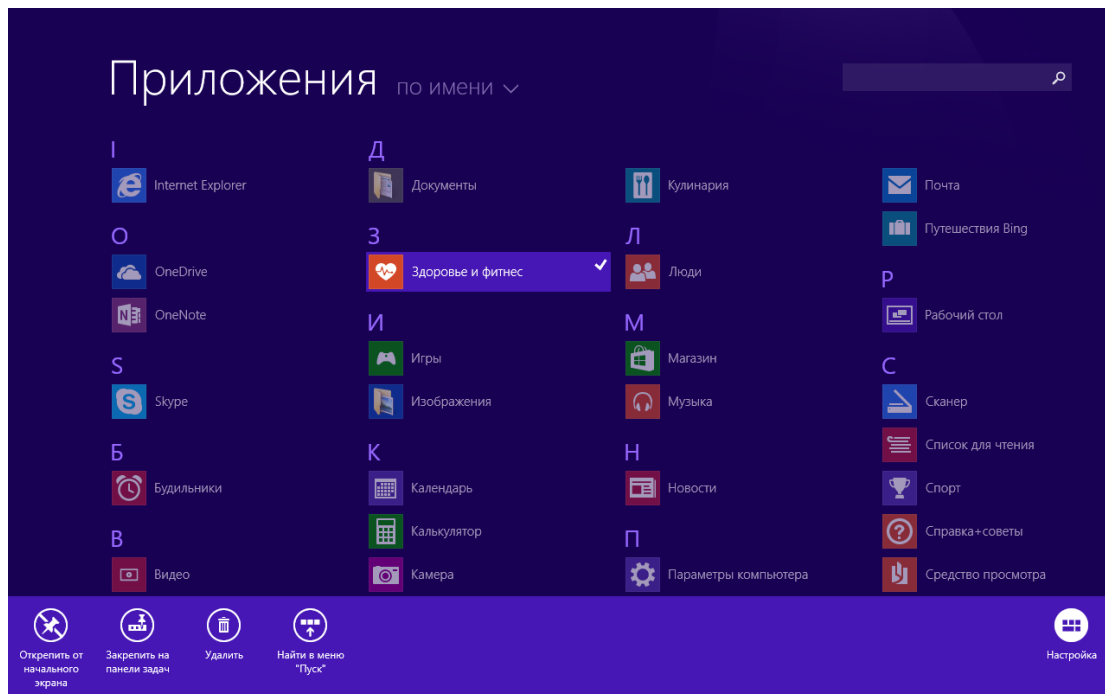 Приложения по имени
I
Internet Explorer
O
OneDrive
OneNote
S
Skype
Б
Будильники
В
Видео
Д
Документы
З
Здоровье и фитнес
И
Игры
Изображения
К
Календарь
Калькулятор
Камера
Кулинария
Л
Люди
М
Магазин
Музыка
Н
Новости
П
Параметры компьютера
Почта
Путешествия Bing
Р
Рабочий стол
С
Сканер
Список для чтения
Спорт
Справка+советы
Средство просмотра
Открепить от
начального
экрана
Закрепить на
панели задач
Удалить
Найти в меню
"Пуск"
Настройка